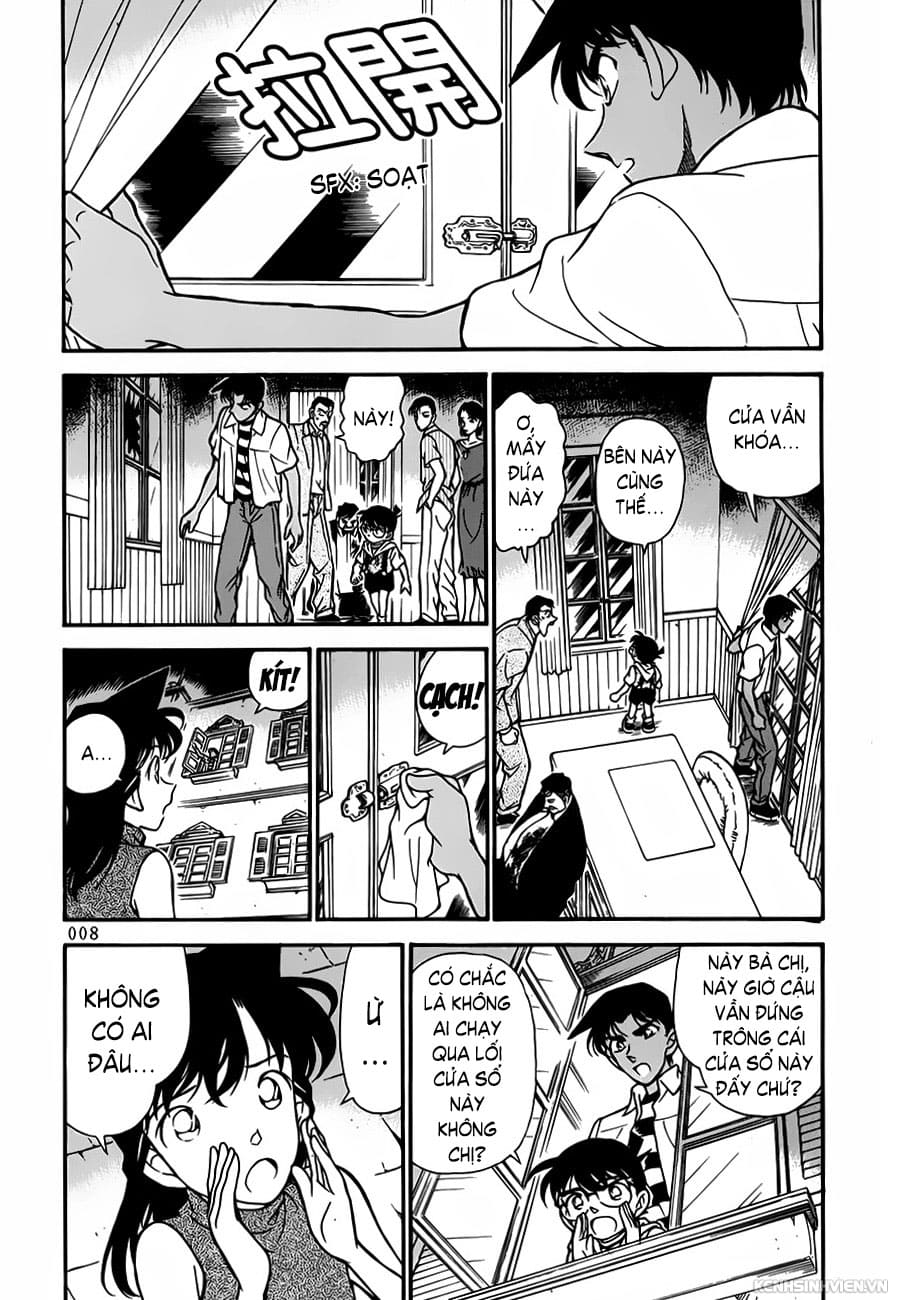 拉開
SFX: SOẠT
CỬA VẪN
KHÓA...
BÊN NÀY
CŨNG
THẾ...
Ơ,
MẤY
ĐỨA
NÀY
...
NÀY!
CẠCH!
KÍT!
A...
008
NÀY BÀ CHỊ,
NÀY GIỜ CẬU
VẪN ĐỨNG
TRÔNG CÁI
CỬA SỔ NÀY
ĐẤY CHỨ?
CÓ CHẮC
LÀ KHÔNG
AI CHẠY
QUA LỐI
CỬA SỔ
NÀY
KHÔNG
CHỊ?
Ừ
...
KHÔNG
CÓ AI
ĐÂU...
KENHSINHVIEN.VN